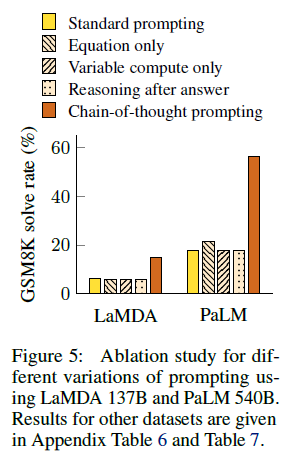 Standard prompting
Equation only
Variable compute only
Reasoning after answer
Chain-of-thought prompting
GSM8K solve rate (%)
60
40
20
0
LaMDA
PaLM
Figure 5: Ablation study for dif-
ferent variations of prompting us-
ing LaMDA 137B and PaLM 540B.
Results for other datasets are given
in Appendix Table 6 and Table 7.